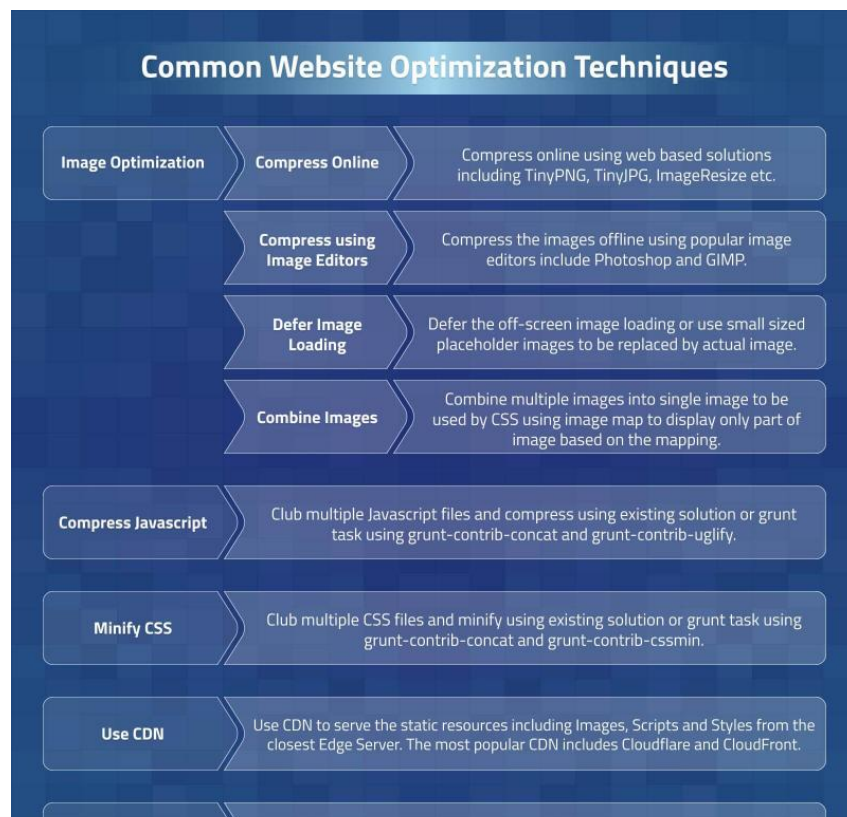 Common Website Optimization Techniques
Image Optimization
Compress Online
Compress online using web based solutions
including TinyPNG, TinyJPG, ImageResize etc.
Compress using
Image Editors
Compress the images offline using popular image
editors include Photoshop and GIMP.
Defer Image
Loading
Defer the off-screen image loading or use small sized
placeholder images to be replaced by actual image.
Combine Images
Combine multiple images into single image to be
used by CSS using image map to display only part of
image based on the mapping.
Compress Javascript
Club multiple Javascript files and compress using existing solution or grunt
task using grunt-contrib-concat and grunt-contrib-uglify.
Minify CSS
Club multiple CSS files and minify using existing solution or grunt task using
grunt-contrib-concat and grunt-contrib-cssmin.
Use CDN
Use CDN to serve the static resources including Images, Scripts and Styles from the
closest Edge Server. The most popular CDN includes Cloudflare and CloudFront.